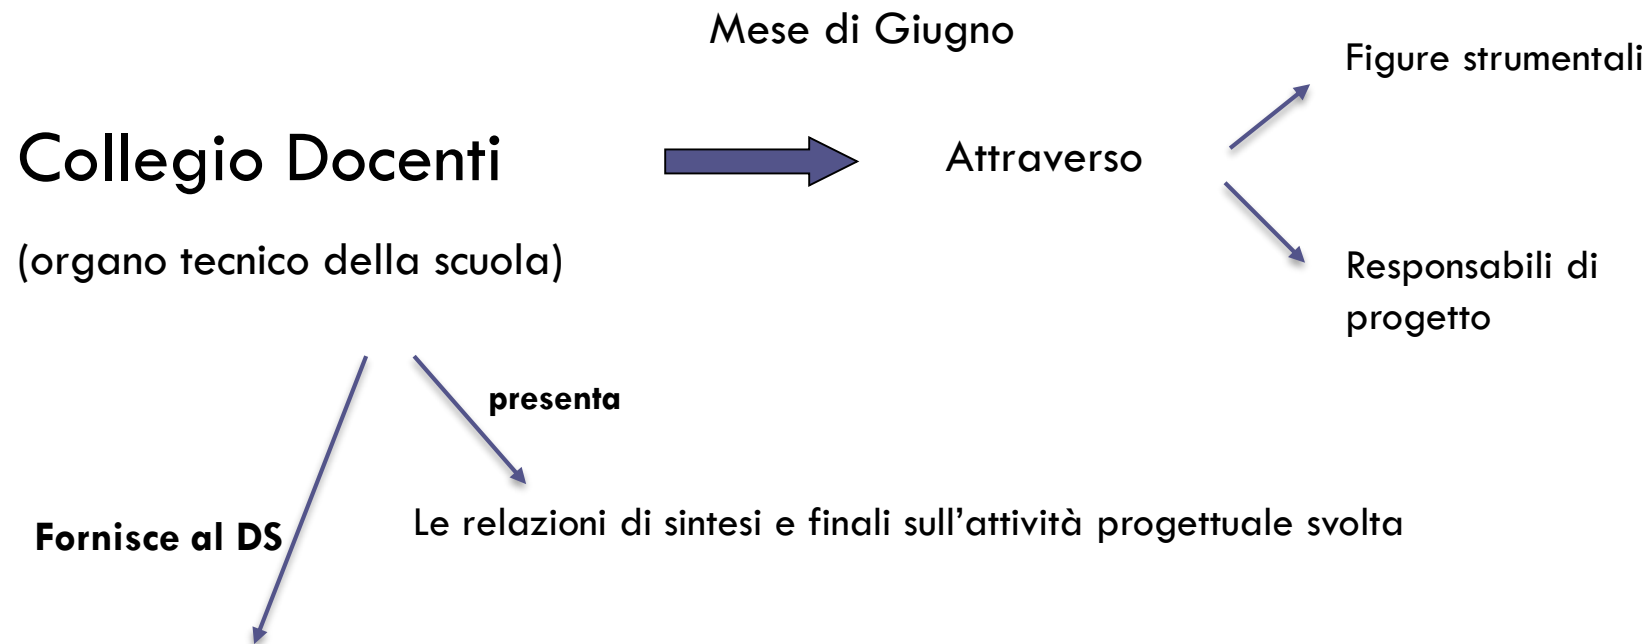 Mese di Giugno
Figure strumentali
Collegio Docenti
Attraverso
(organo tecnico della scuola)
Responsabili di
progetto
presenta
Fornisce al DS
Le relazioni di sintesi e finali sull’attività progettuale svolta